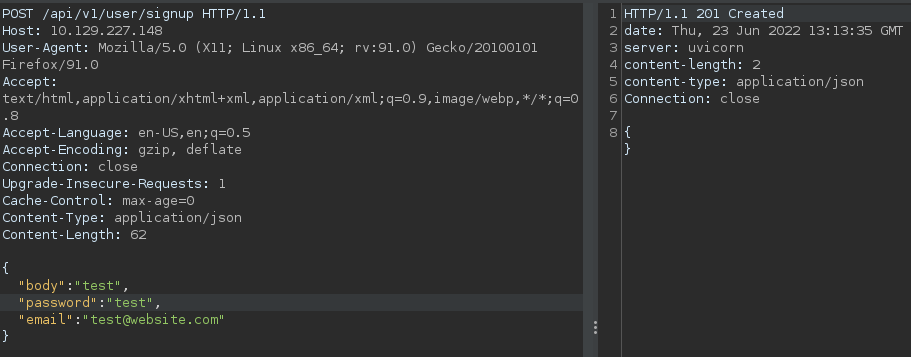 POST /api/v1/user/signup HTTP/1.1
Host: 10.129.227.148
User-Agent: Mozilla/5.0 (X11; Linux x86_64; rv:91.0) Gecko/20100101
Firefox/91.0
Accept:
text/html,application/xhtml+xml,application/xml;q=0.9,image/webp,*/*;q=0
.8
Accept-Language: en-US,en;q=0.5
Accept-Encoding: gzip, deflate
Connection: close
Upgrade-Insecure-Requests: 1
Cache-Control: max-age=0
Content-Type: application/json
Content-Length: 62

{
  "body":"test",
  "password":"test",
  "email":"test@website.com"
}
1 HTTP/1.1 201 Created
2 date: Thu, 23 Jun 2022 13:13:35 GMT
3 server: uvicorn
4 content-length: 2
5 content-type: application/json
6 Connection: close
7
8 {
}